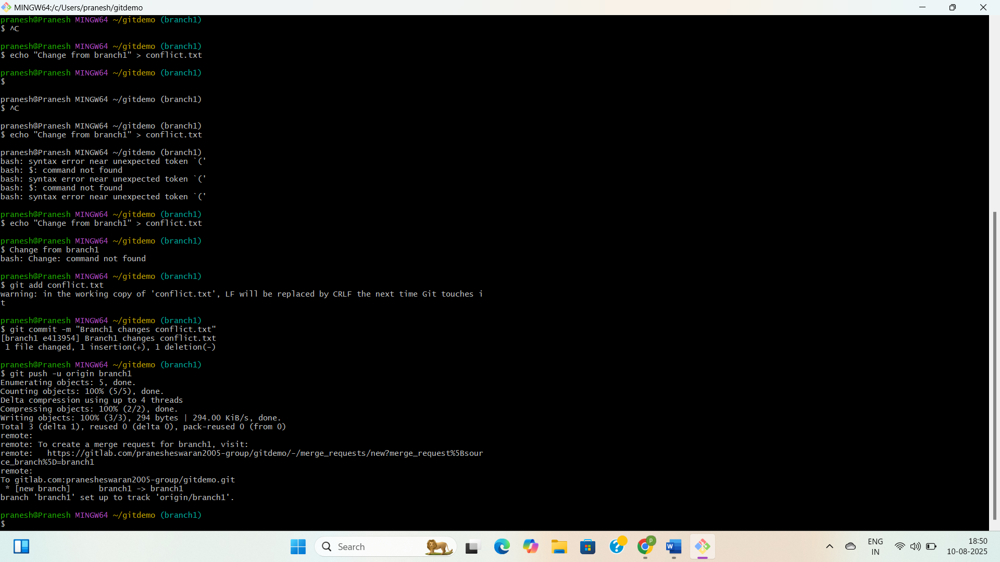 MINGW64:/c/Users/pranesh/gitdemo
pranesh@Pranesh MINGW64 ~/gitdemo (branch1)
$ ^C
pranesh@Pranesh MINGW64 ~/gitdemo (branch1)
$ echo "Change from branch1" > conflict.txt
pranesh@Pranesh MINGW64 ~/gitdemo (branch1)
$
pranesh@Pranesh MINGW64 ~/gitdemo (branch1)
$ ^C
pranesh@Pranesh MINGW64 ~/gitdemo (branch1)
$ echo "Change from branch1" > conflict.txt
pranesh@Pranesh MINGW64 ~/gitdemo (branch1)
bash: syntax error near unexpected token `('
bash: $: command not found
bash: syntax error near unexpected token `('
bash: $: command not found
bash: syntax error near unexpected token `('
pranesh@Pranesh MINGW64 ~/gitdemo (branch1)
$ echo "Change from branch1" > conflict.txt
pranesh@Pranesh MINGW64 ~/gitdemo (branch1)
$ Change from branch1
bash: Change: command not found
pranesh@Pranesh MINGW64 ~/gitdemo (branch1)
$ git add conflict.txt
warning: in the working copy of 'conflict.txt', LF will be replaced by CRLF the next time Git touches i
t
pranesh@Pranesh MINGW64 ~/gitdemo (branch1)
$ git commit -m "Branch1 changes conflict.txt"
[branch1 e413954] Branch1 changes conflict.txt
1 file changed, 1 insertion(+), 1 deletion(-)
pranesh@Pranesh MINGW64 ~/gitdemo (branch1)
$ git push -u origin branch1
Enumerating objects: 5, done.
Counting objects: 100% (5/5), done.
Delta compression using up to 4 threads
Compressing objects: 100% (2/2), done.
Writing objects: 100% (3/3), 294 bytes | 294.00 KiB/s, done.
Total 3 (delta 1), reused 0 (delta 0), pack-reused 0 (from 0)
remote:
remote: To create a merge request for branch1, visit:
remote:   https://gitlab.com/pranesheswaran2005-group/gitdemo/-/merge_requests/new?merge_request%5Bsour
ce_branch%5D=branch1
remote:
To gitlab.com:pranesheswaran2005-group/gitdemo.git
* [new branch]      branch1 -> branch1
branch 'branch1' set up to track 'origin/branch1'.
pranesh@Pranesh MINGW64 ~/gitdemo (branch1)
$
Search
P
W
ENG
IN
18:50
10-08-2025